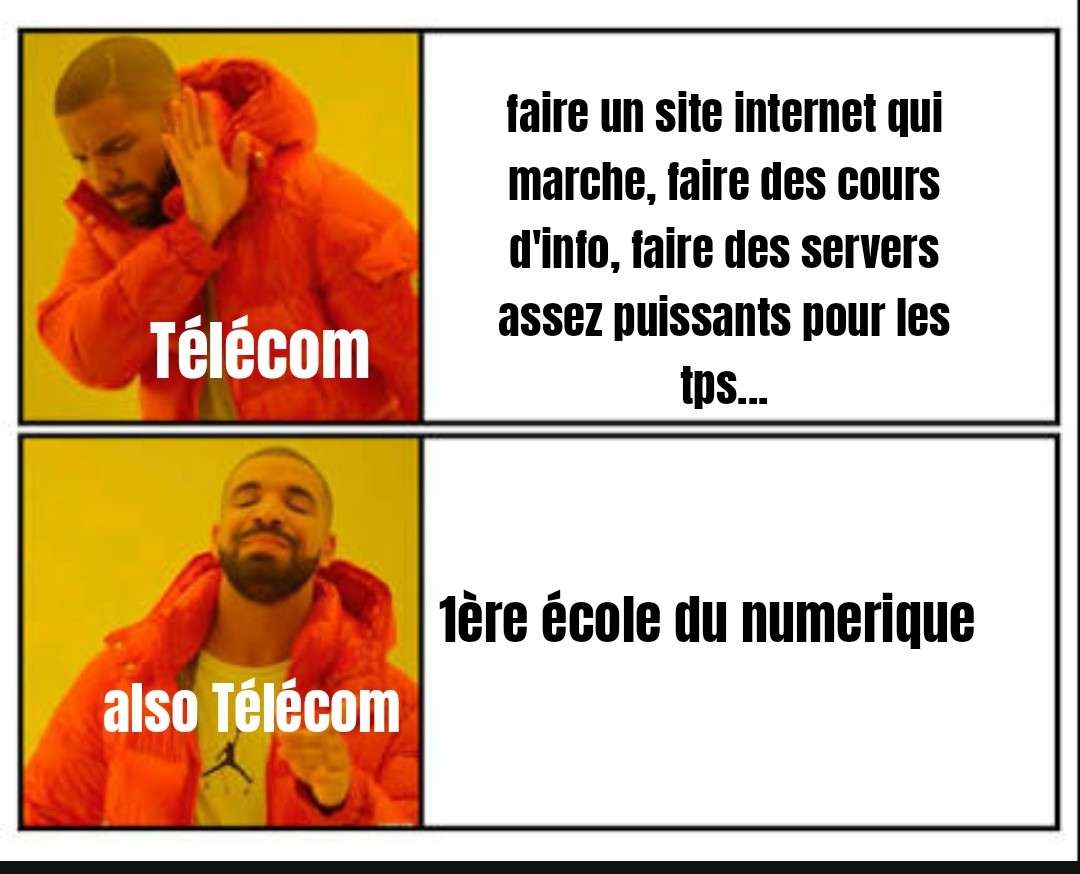 faire un site internet qui
marche, faire des cours
d'info, faire des servers
assez puissants pour les
tps...
Télécom
1ère école du numerique
also Télécom